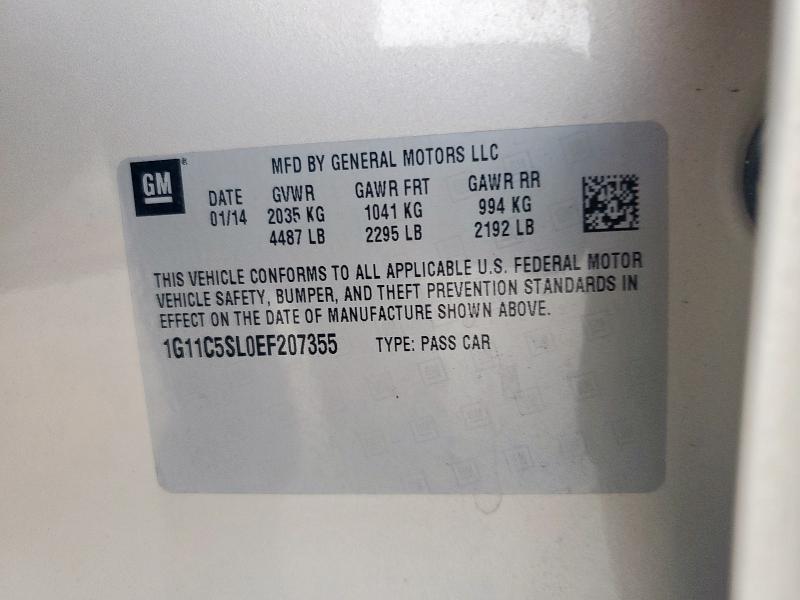 GM
MFD BY GENERAL MOTORS LLC
DATE GVWR GAWR FRT GAWR RR
01/14 2035 KG 1041 KG 994 KG
4487 LB 2295 LB 2192 LB
THIS VEHICLE CONFORMS TO ALL APPLICABLE U.S. FEDERAL MOTOR
VEHICLE SAFETY, BUMPER, AND THEFT PREVENTION STANDARDS IN
EFFECT ON THE DATE OF MANUFACTURE SHOWN ABOVE.
1G11C5SL0EF207355 TYPE: PASS CAR